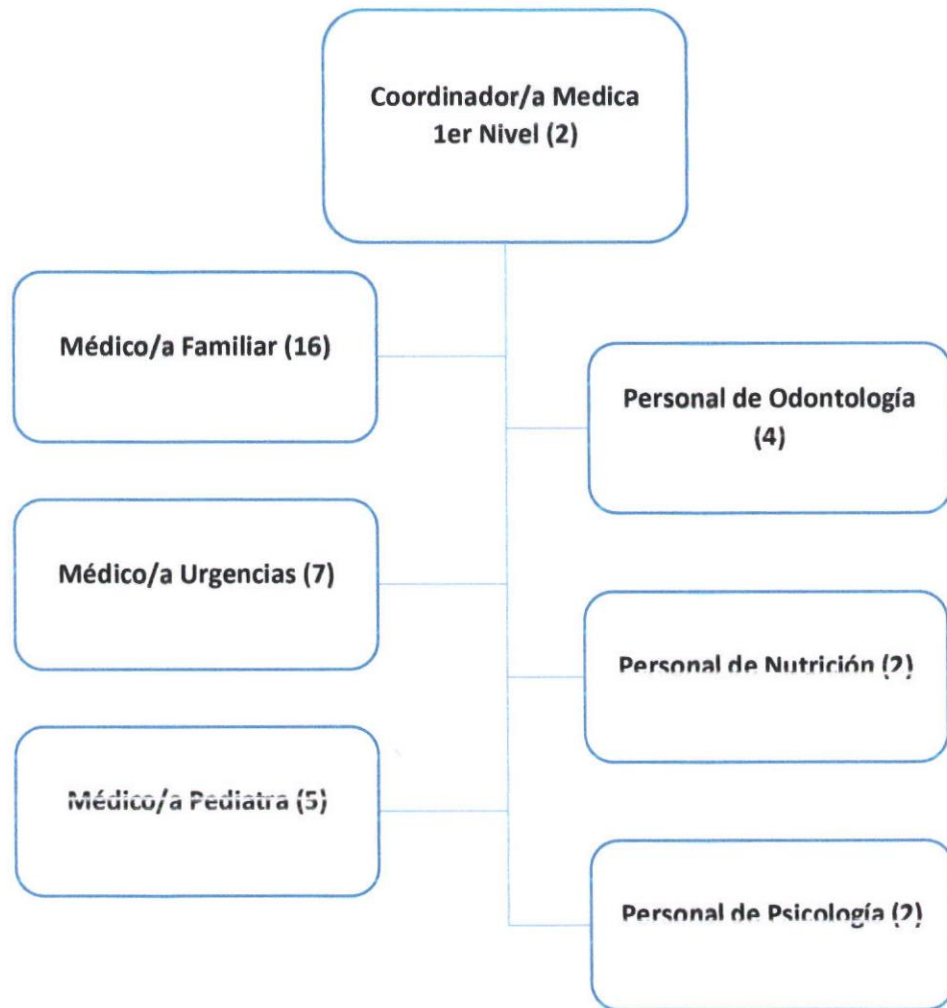 Coordinador/a Medica
1er Nivel (2)
Médico/a Familiar (16)
Personal de Odontología
(4)
Médico/a Urgencias (7)
Personal de Nutrición (2)
Médico/a Pediatra (5)
Personal de Psicología (2)